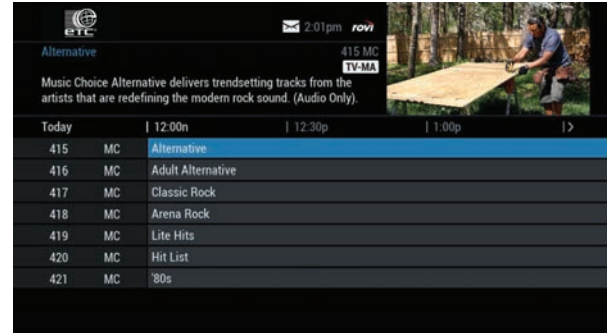 etc
2:01pm rovi
Alternative 415 MC
TV-MA
Music Choice Alternative delivers trendsetting tracks from the
artists that are redefining the modern rock sound. (Audio Only).
Today | 12:00n | 12:30p | 1:00p |>
415 MC Alternative
416 MC Adult Alternative
417 MC Classic Rock
418 MC Arena Rock
419 MC Lite Hits
420 MC Hit List
421 MC '80s